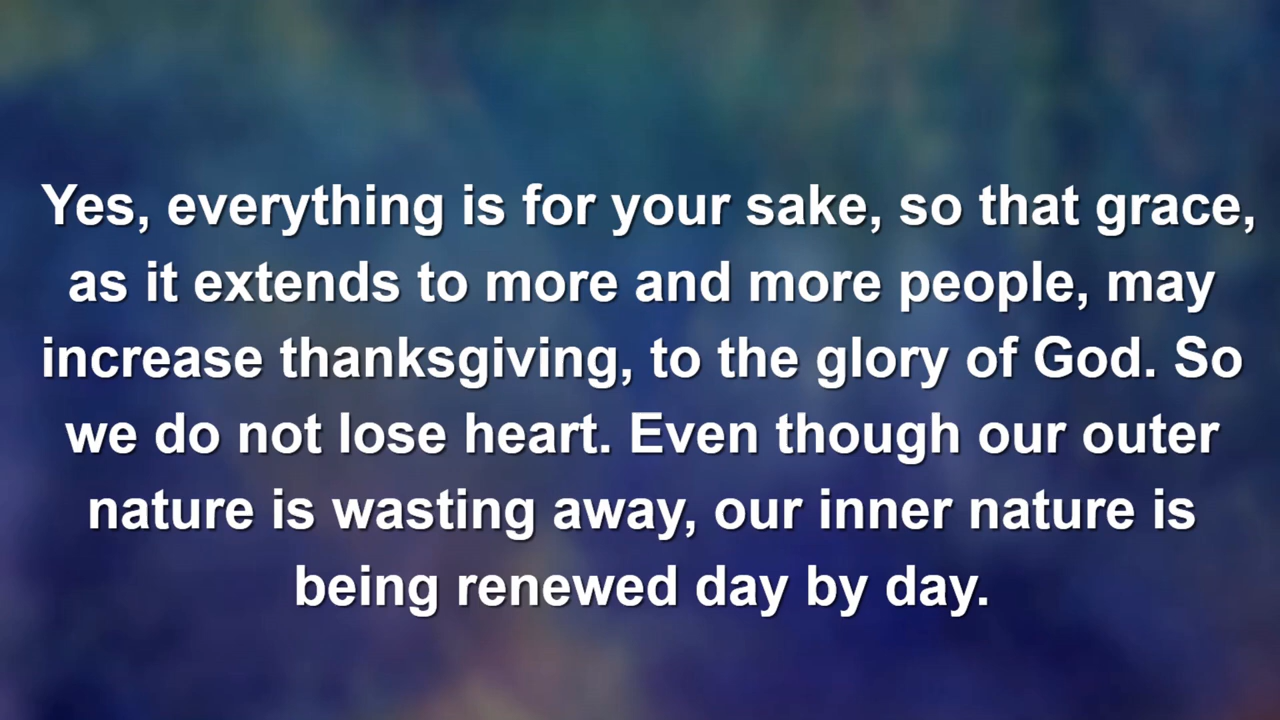 Yes, everything is for your sake, so that grace,
as it extends to more and more people, may
increase thanksgiving, to the glory of God. So
we do not lose heart. Even though our outer
nature is wasting away, our inner nature is
being renewed day by day.